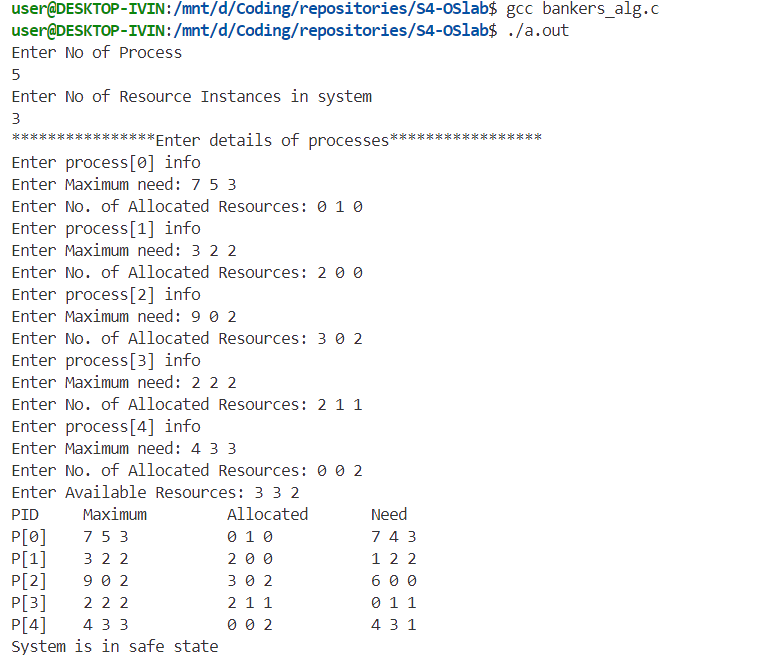 user@DESKTOP-IVIN:/mnt/d/Coding/repositories/S4-OSlab$ gcc bankers_alg.c
user@DESKTOP-IVIN:/mnt/d/Coding/repositories/S4-OSlab$ ./a.out
Enter No of Process
5
Enter No of Resource Instances in system
3
****************Enter details of processes*****************
Enter process[0] info
Enter Maximum need: 7 5 3
Enter No. of Allocated Resources: 0 1 0
Enter process[1] info
Enter Maximum need: 3 2 2
Enter No. of Allocated Resources: 2 0 0
Enter process[2] info
Enter Maximum need: 9 0 2
Enter No. of Allocated Resources: 3 0 2
Enter process[3] info
Enter Maximum need: 2 2 2
Enter No. of Allocated Resources: 2 1 1
Enter process[4] info
Enter Maximum need: 4 3 3
Enter No. of Allocated Resources: 0 0 2
Enter Available Resources: 3 3 2
PID     Maximum         Allocated       Need
P[0]    7 5 3           0 1 0           7 4 3
P[1]    3 2 2           2 0 0           1 2 2
P[2]    9 0 2           3 0 2           6 0 0
P[3]    2 2 2           2 1 1           0 1 1
P[4]    4 3 3           0 0 2           4 3 1
System is in safe state